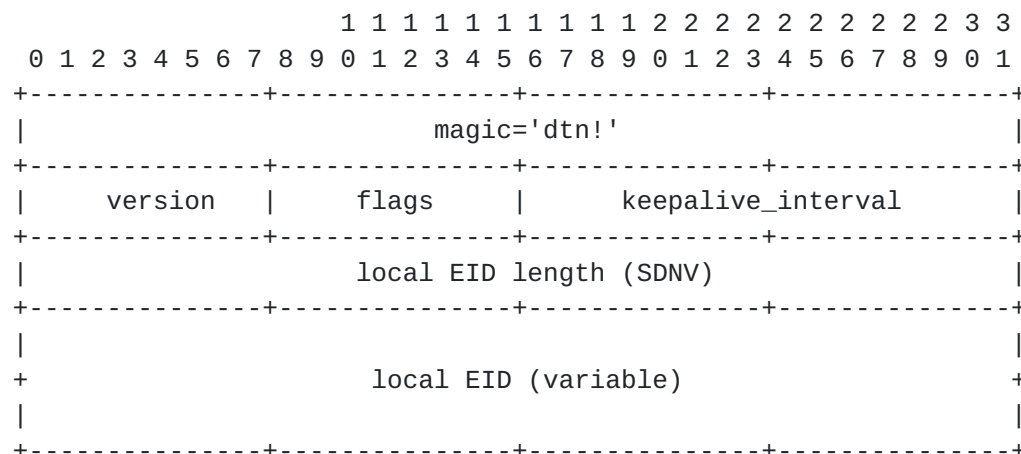 1 1 1 1 1 1 1 1 1 1 2 2 2 2 2 2 2 2 2 2 3 3
0 1 2 3 4 5 6 7 8 9 0 1 2 3 4 5 6 7 8 9 0 1 2 3 4 5 6 7 8 9 0 1
+---------------+---------------+---------------+---------------+
| magic='dtn!' |
+---------------+---------------+---------------+---------------+
| version | flags | keepalive_interval |
+---------------+---------------+---------------+---------------+
| local EID length (SDNV) |
+---------------+---------------+---------------+---------------+
| |
+ local EID (variable) +
| |
+---------------+---------------+---------------+---------------+